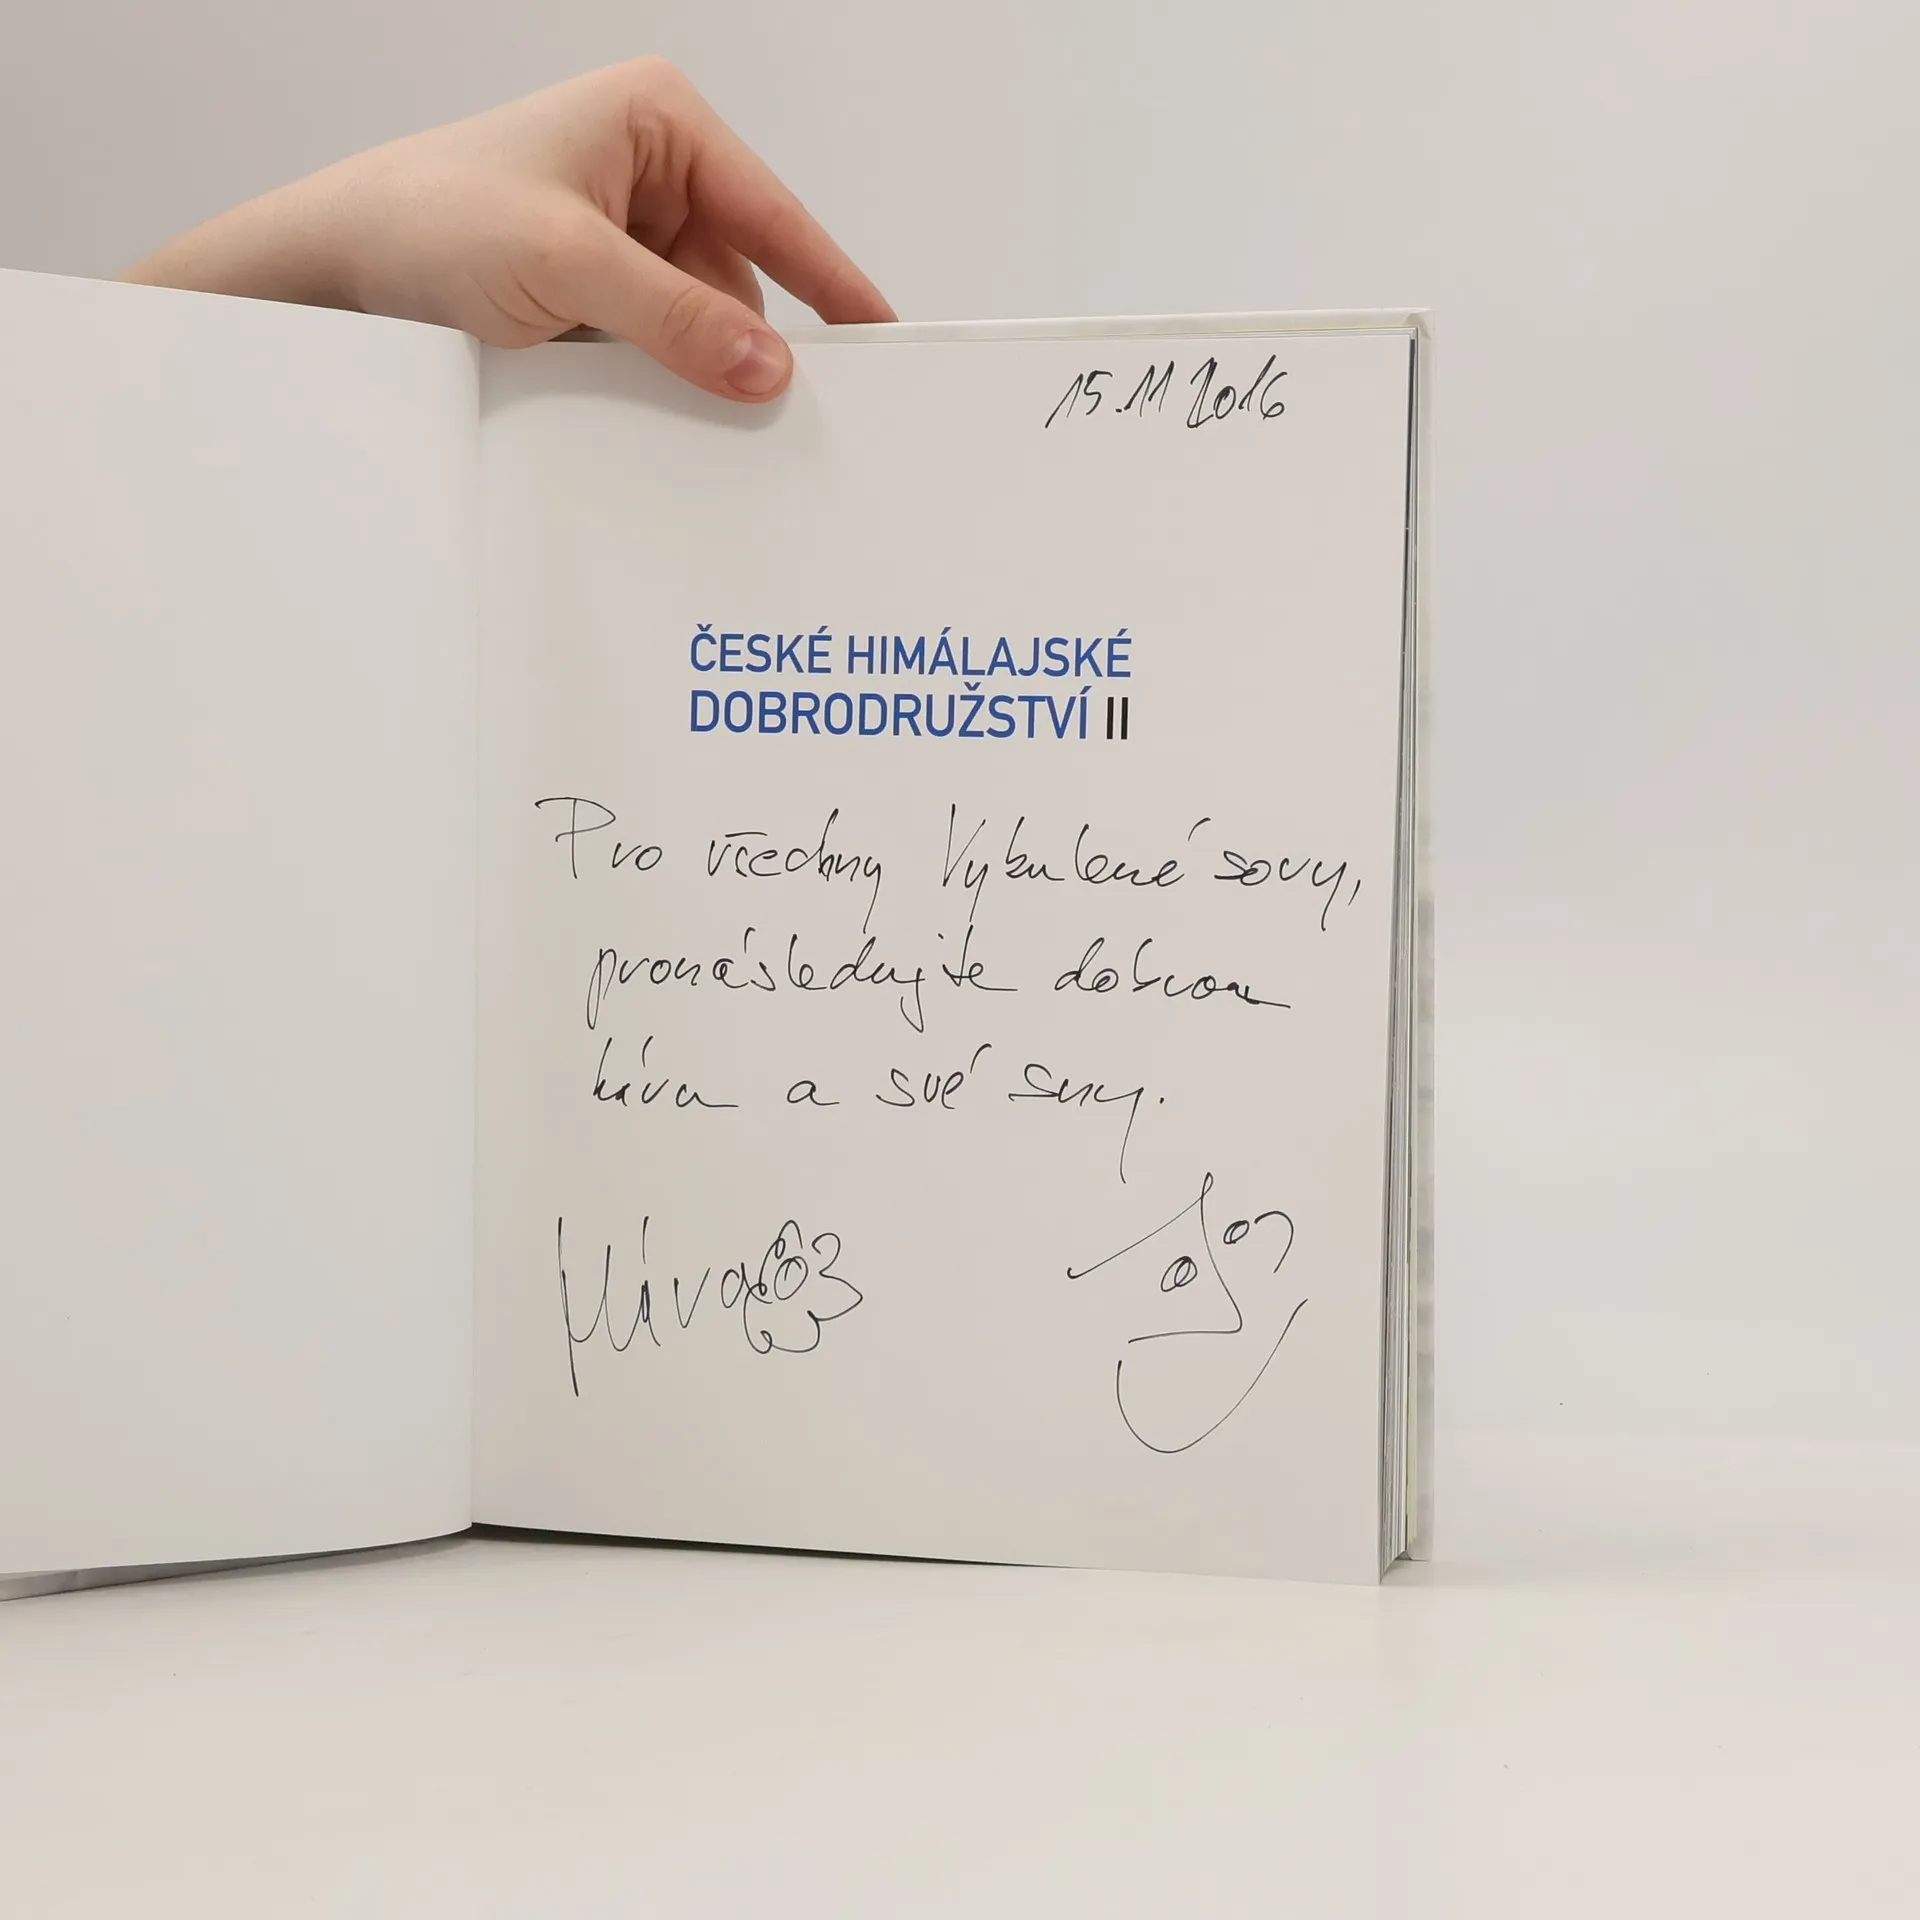 15.11 2016
ČESKÉ HIMÁLAJSKÉ
DOBRODRUŽSTVÍ II
Pro všechny Vykulené sovy,
pronásledujte dobrou
kávu a své sny.